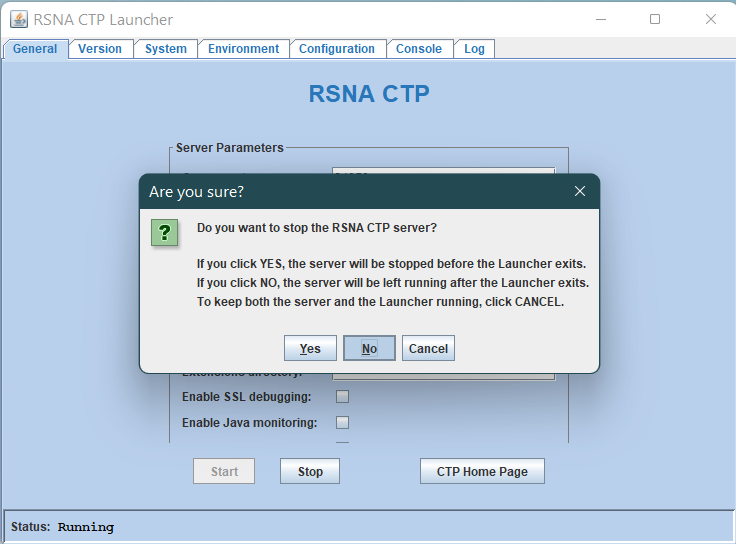 RSNA CTP Launcher
General Version System Environment Configuration Console Log
RSNA CTP
Server Parameters
Are you sure?
Do you want to stop the RSNA CTP server?
If you click YES, the server will be stopped before the Launcher exits.
If you click NO, the server will be left running after the Launcher exits.
To keep both the server and the Launcher running, click CANCEL.
Yes No Cancel
Extensions directory:
Enable SSL debugging:
Enable Java monitoring:
Start Stop CTP Home Page
Status: Running